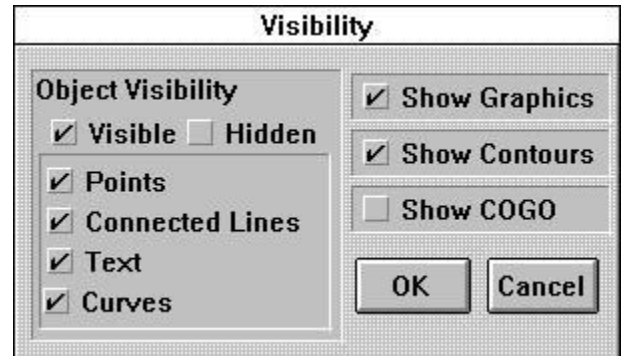 Visibility
Object Visibility
Visible Hidden
Points
Connected Lines
Text
Curves
Show Graphics
Show Contours
Show COGO
OK Cancel